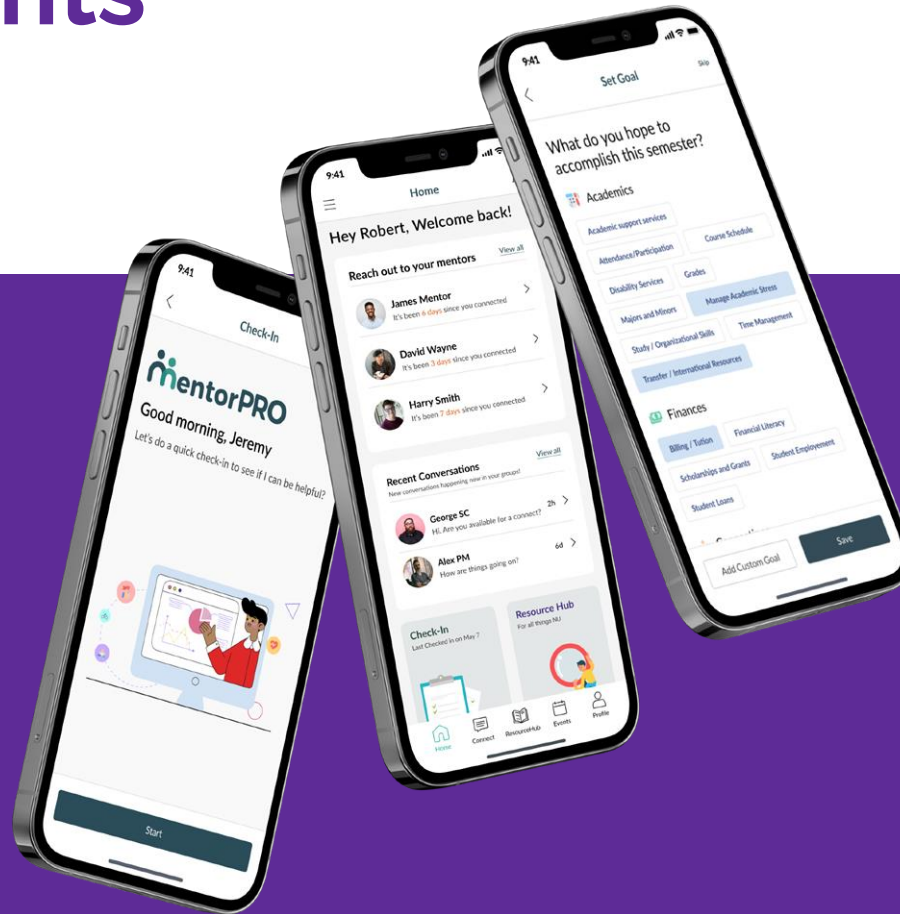 nts
9:41
Check-In
MentorPRO
Good morning, Jeremy
Let's do a quick check-in to see if I can be helpful?
Start
9:41
Home
Hey Robert, Welcome back!
Reach out to your mentors
View all
James Mentor
It's been 6 days since you connected
David Wayne
It's been 3 days since you connected
Harry Smith
It's been 7 days since you connected
Recent Conversations
View all
New conversations happening now in your groups!
George SC
Hi, Are you available for a connect?
2h
Alex PM
How are things going on?
6d
Check-In
Last Checked in on May 7
Resource Hub
For all things NU
Home
Connect
ResourceHub
Events
Profile
9:41
Set Goal
Skip
What do you hope to
accomplish this semester?
Academics
Academic support services
Attendance/Participation
Course Schedule
Disability Services
Grades
Majors and Minors
Manage Academic Stress
Study / Organizational Skills
Time Management
Transfer / International Resources
Finances
Billing / Tution
Financial Literacy
Scholarships and Grants
Student Employement
Student Loans
Add Custom Goal
Save